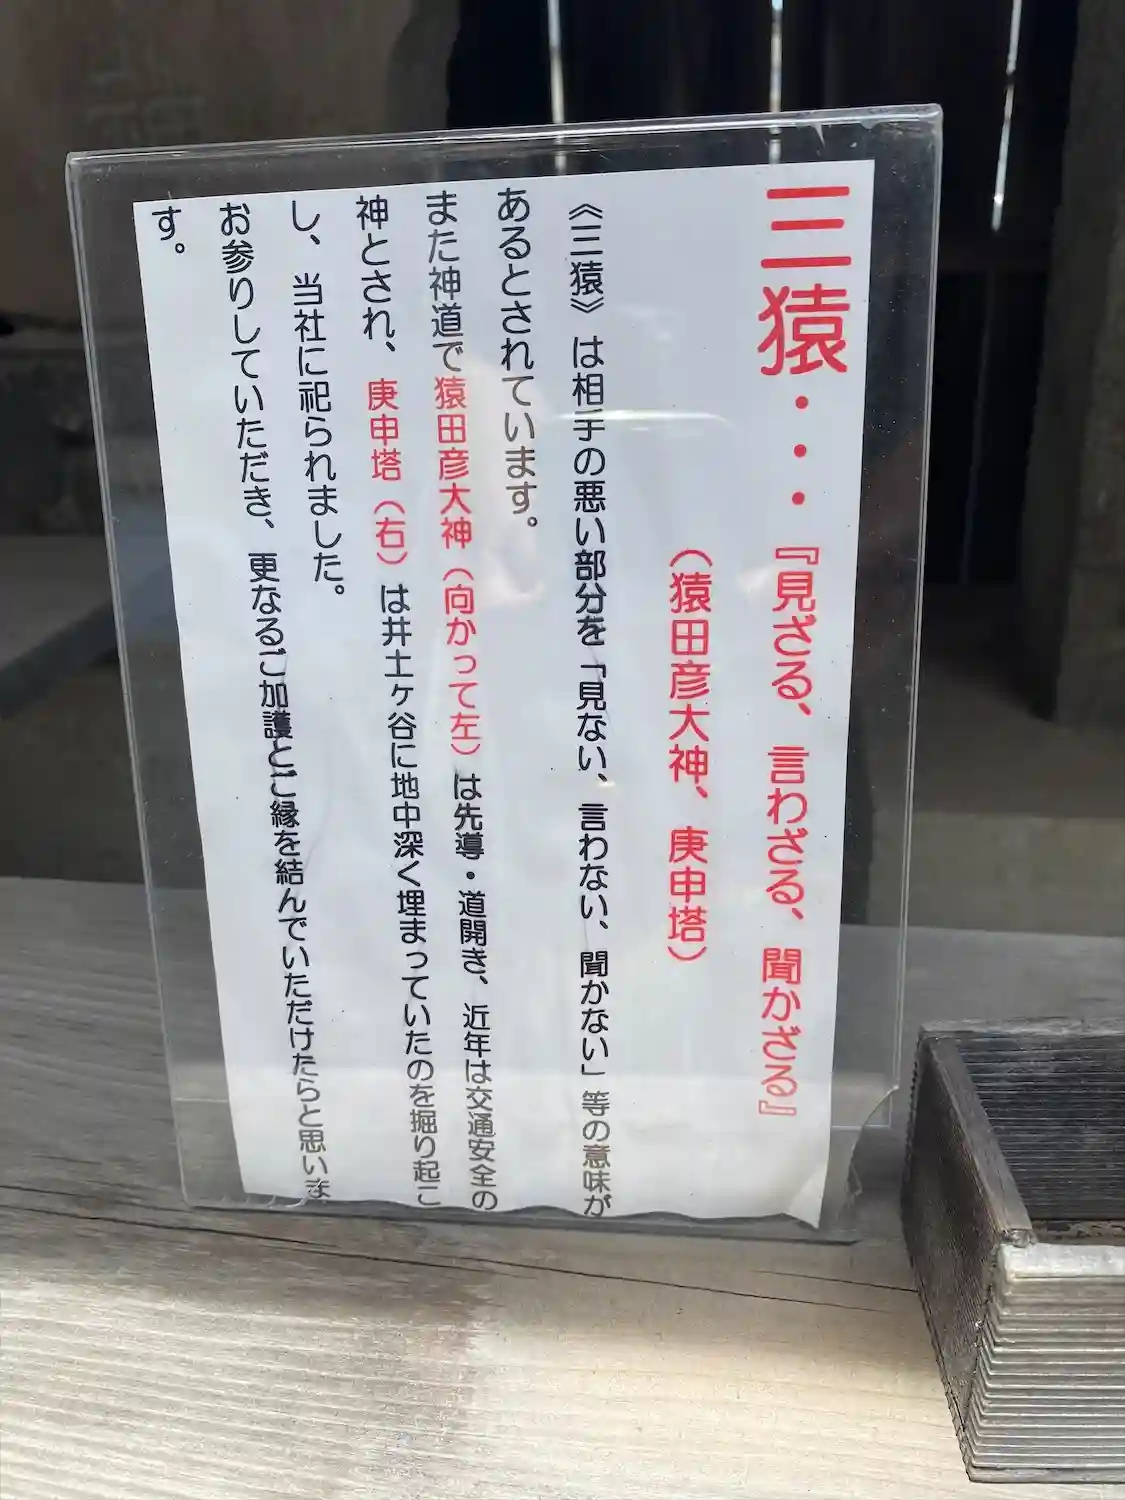 三猿・・・『見ざる、言わざる、聞かざる』
(猿田彦大神、庚申塔)
《三猿》は相手の悪い部分を「見ない、言わない、聞かない」等の意味が
あるとされています。
また神道で猿田彦大神(向かって左)は先導・道開き、近年は交通安全の
神とされ、庚申塔(右)は井土ヶ谷に地中深く埋まっていたのを掘り起こ
し、当社に祀られました。
お参りしていただき、更なるご加護とご縁を結んでいただけたらと思いま
す。